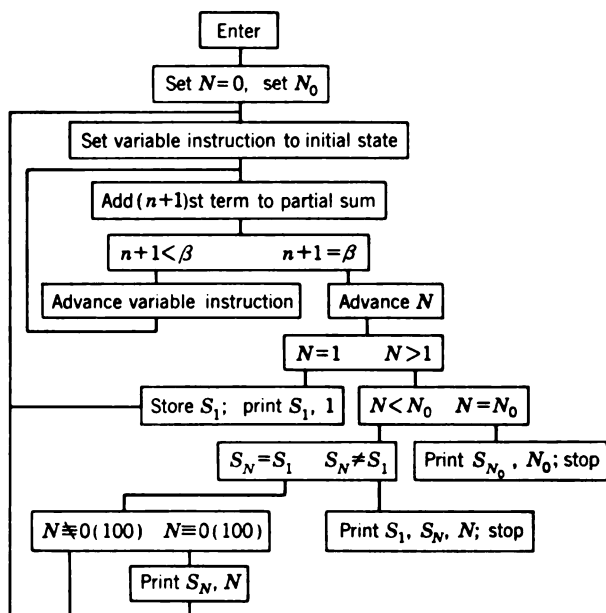 Enter
Set N=0, set N₀
Set variable instruction to initial state
Add (n+1)st term to partial sum
n+1<β n+1=β
Advance variable instruction
Advance N
N=1 N>1
Store S₁; print S₁, 1
N<N₀ N=N₀
S_N=S₁ S_N≠S₁
Print S_N₀, N₀; stop
N≢0(100) N≡0(100)
Print S₁, S_N, N; stop
Print S_N, N